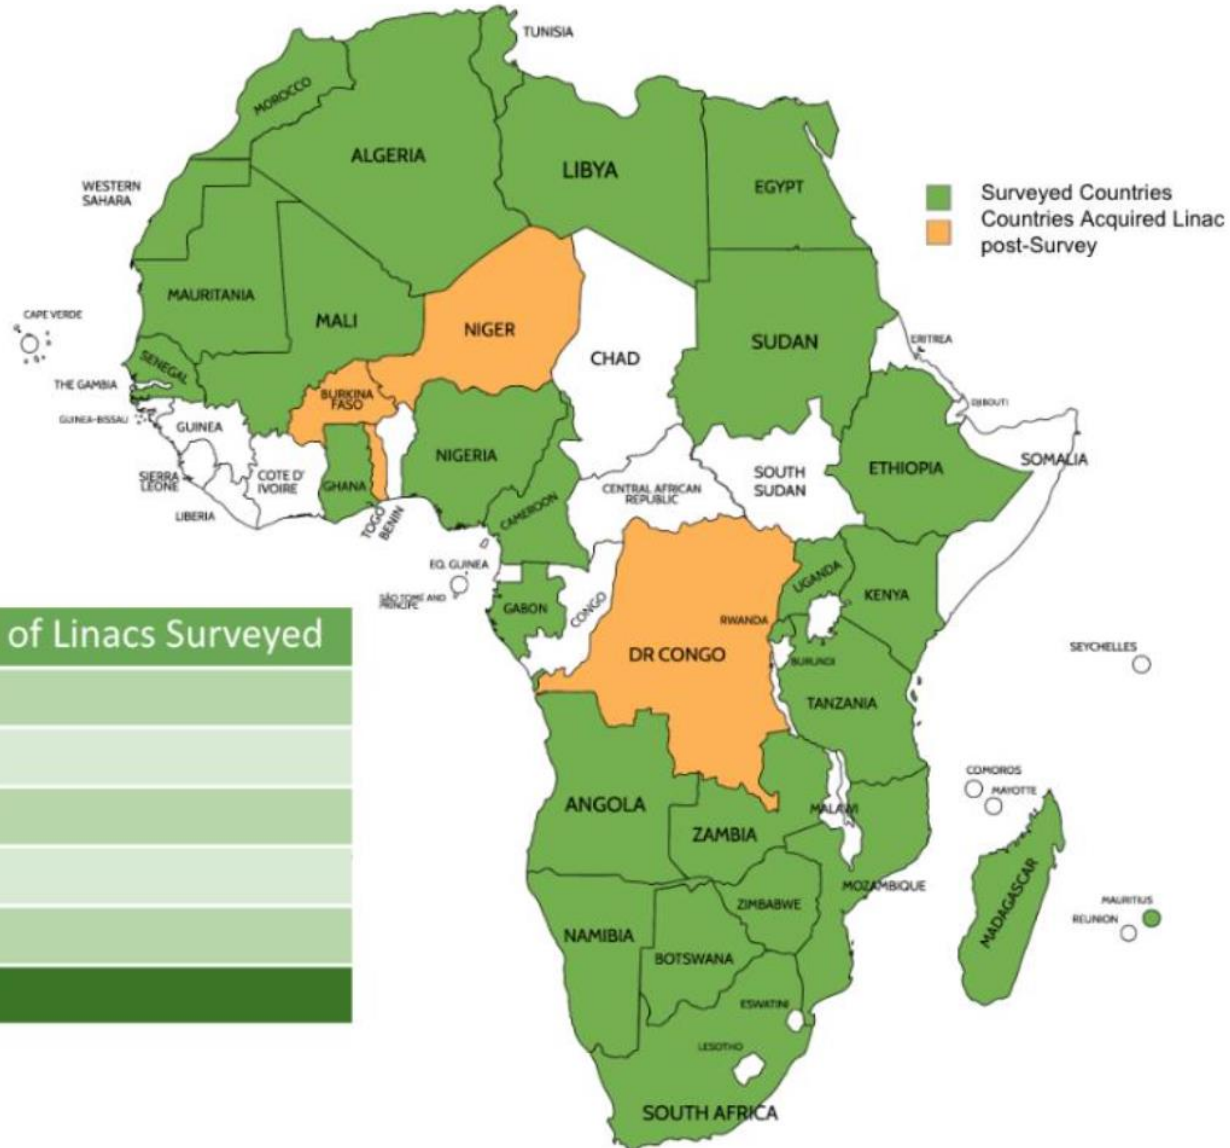 TUNISIA
MOROCCO
ALGERIA
LIBYA
EGYPT
WESTERN
SAHARA
Surveyed Countries
Countries Acquired Linac
post-Survey
MAURITANIA
MALI
NIGER
CHAD
SUDAN
ERITREA
CAPE VERDE
SENEGAL
THE GAMBIA
GUINEA-BISSAU
GUINEA
BURKINA
FASO
DJIBOUTI
SIERRA
LEONE
COTE D'
IVOIRE
GHANA
NIGERIA
CENTRAL AFRICAN
REPUBLIC
SOUTH
SUDAN
ETHIOPIA
SOMALIA
LIBERIA
TOGO
BENIN
CAMEROON
EQ. GUINEA
SÃO TOMÉ AND
PRINCIPE
GABON
CONGO
UGANDA
KENYA
RWANDA
of Linacs Surveyed
DR CONGO
BURUNDI
SEYCHELLES
TANZANIA
COMOROS
MAYOTTE
ANGOLA
MALAWI
ZAMBIA
MOZAMBIQUE
ZIMBABWE
MADAGASCAR
MAURITIUS
REUNION
NAMIBIA
BOTSWANA
ESWATINI
LESOTHO
SOUTH AFRICA